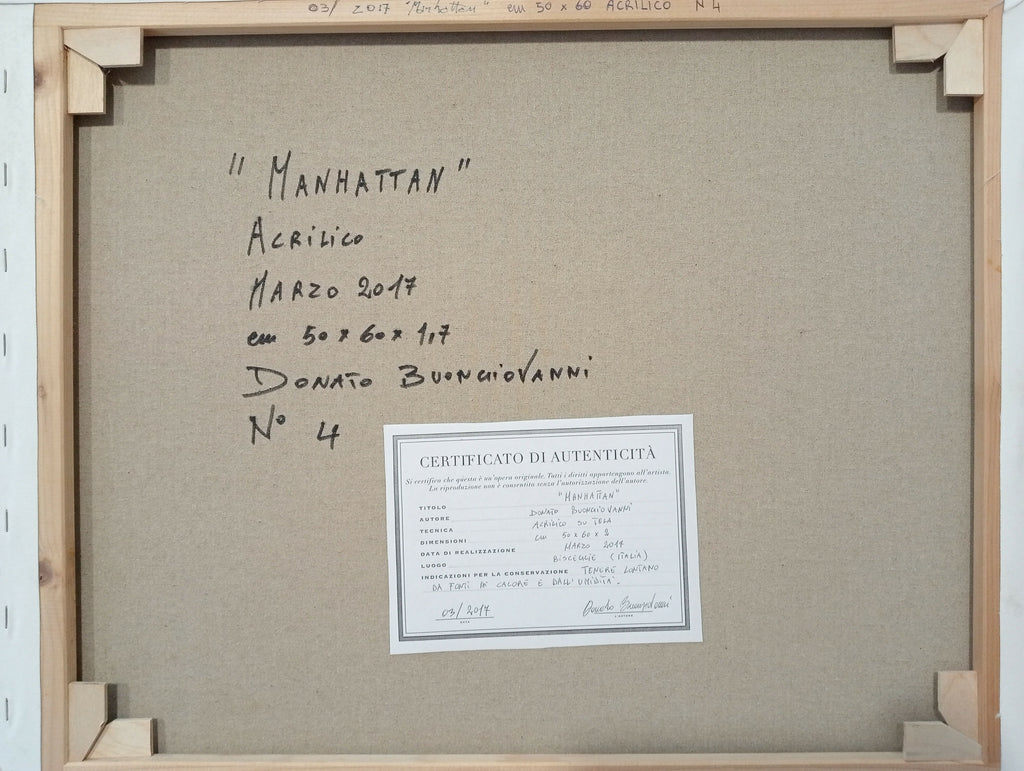 03/ 2017 "Manhattan" cm 50 x 60 ACRILICO N 4
"MANHATTAN"
ACRILICO
MARZO 2017
cm 50 x 60 x 1,7
DONATO BUONGIOVANNI
N° 4
CERTIFICATO DI AUTENTICITÀ
Si certifica che questa è un'opera originale. Tutti i diritti appartengono all'artista.
La riproduzione non è consentita senza l'autorizzazione dell'autore.
TITOLO "MANHATTAN"
AUTORE DONATO BUONGIOVANNI
TECNICA ACRILICO SU TELA
DIMENSIONI cm 50 x 60 x 2
DATA DI REALIZZAZIONE MARZO 2017
LUOGO BISCEGLIE (ITALIA)
INDICAZIONI PER LA CONSERVAZIONE TENERE LONTANO
DA FONTI DI CALORE E DALL'UMIDITÀ.
03/2017 Donato Buongiovanni
DATA L'AUTORE